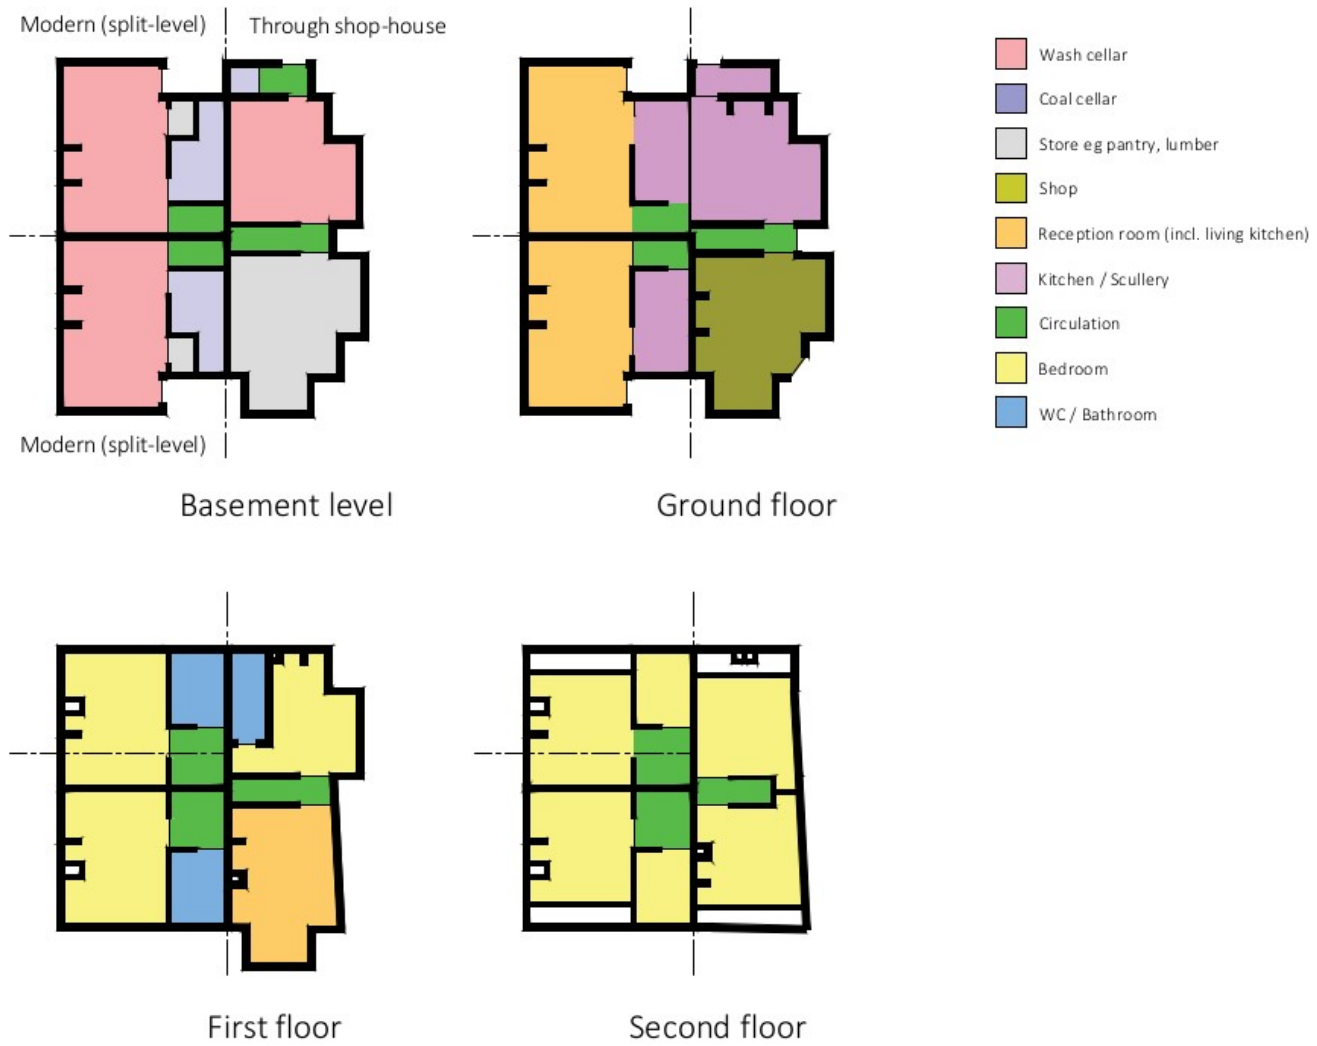 Modern (split-level)
Through shop-house
Wash cellar
Coal cellar
Store eg pantry, lumber
Shop
Reception room (incl. living kitchen)
Kitchen / Scullery
Circulation
Bedroom
WC / Bathroom
Modern (split-level)
Basement level
Ground floor
First floor
Second floor